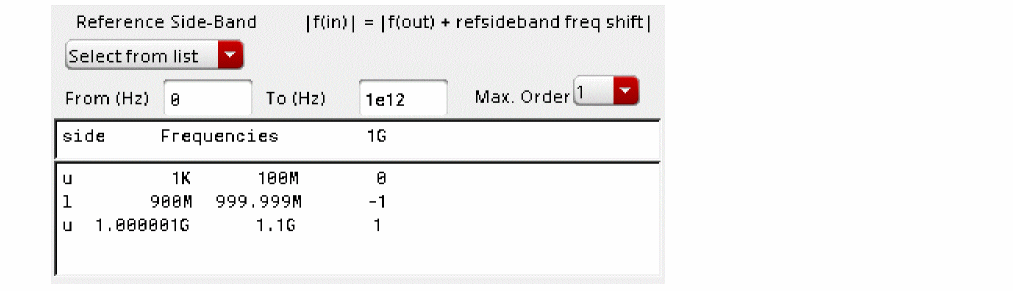 Reference Side-Band |f(in)| = |f(out) + refsideband freq shift|
Select from list
From (Hz) 0 To (Hz) 1e12 Max. Order 1
side Frequencies 1G
u 1K 100M 0
l 900M 999.999M -1
u 1.000001G 1.1G 1